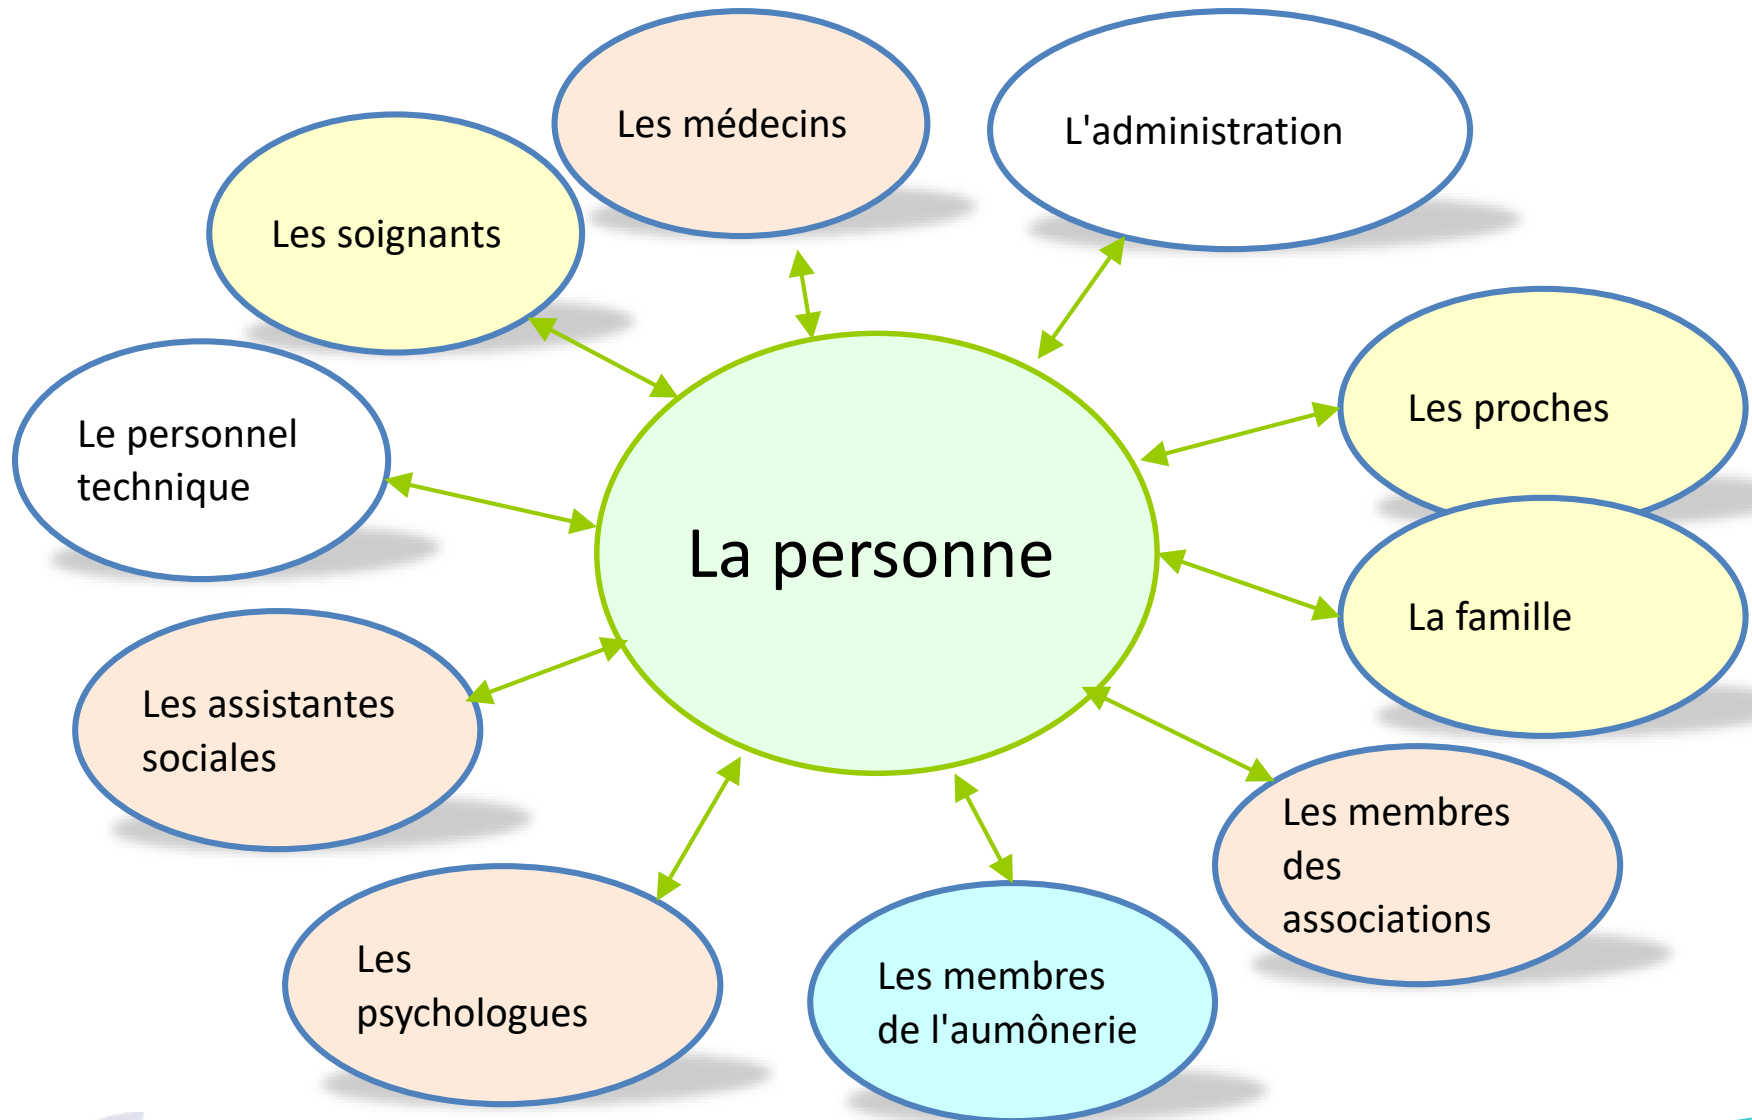 Les médecins
L'administration
Les soignants
Les proches
Le personnel
technique
La personne
La famille
Les assistantes
sociales
Les membres
des
associations
Les
psychologues
Les membres
de l'aumônerie